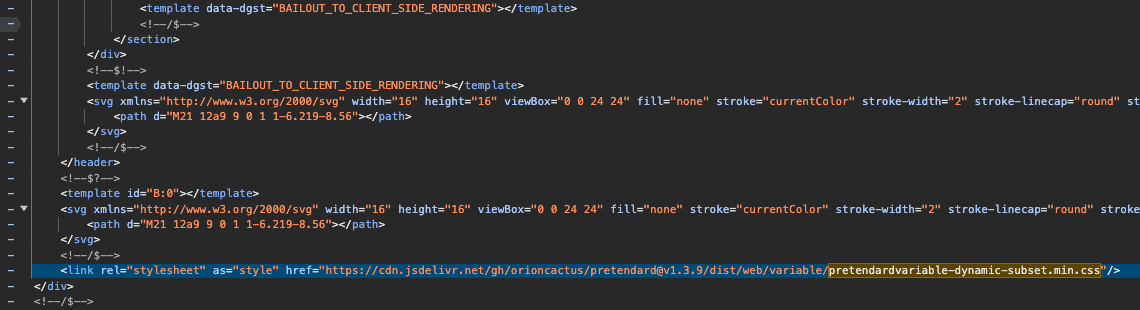 <template data-dgst="BAILOUT_TO_CLIENT_SIDE_RENDERING"></template>
<!--/$-->
</section>
</div>
<!--$!-->
<template data-dgst="BAILOUT_TO_CLIENT_SIDE_RENDERING"></template>
<svg xmlns="http://www.w3.org/2000/svg" width="16" height="16" viewBox="0 0 24 24" fill="none" stroke="currentColor" stroke-width="2" stroke-linecap="round" st
<path d="M21 12a9 9 0 1 1-6.219-8.56"></path>
</svg>
<!--/$-->
</header>
<!--$?-->
<template id="B:0"></template>
<svg xmlns="http://www.w3.org/2000/svg" width="16" height="16" viewBox="0 0 24 24" fill="none" stroke="currentColor" stroke-width="2" stroke-linecap="round" stroke
<path d="M21 12a9 9 0 1 1-6.219-8.56"></path>
</svg>
<!--/$-->
<link rel="stylesheet" as="style" href="https://cdn.jsdelivr.net/gh/orioncactus/pretendard@v1.3.9/dist/web/variable/pretendardvariable-dynamic-subset.min.css"/>
</div>
<!--/$-->